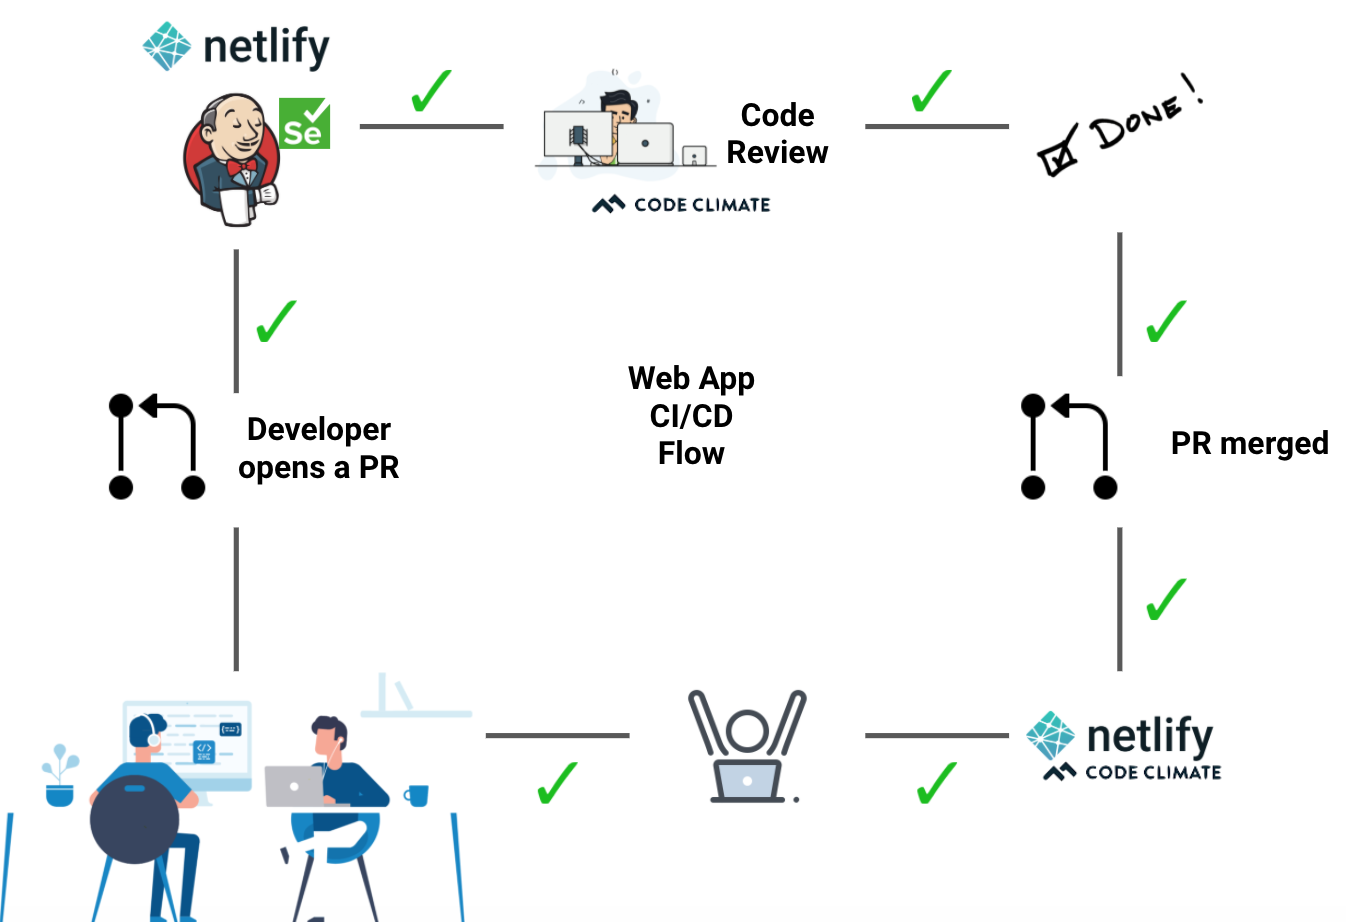 netlify
Se
Code
Review
CODE CLIMATE
DONE!
Developer
opens a PR
Web App
CI/CD
Flow
PR merged
netlify
CODE CLIMATE